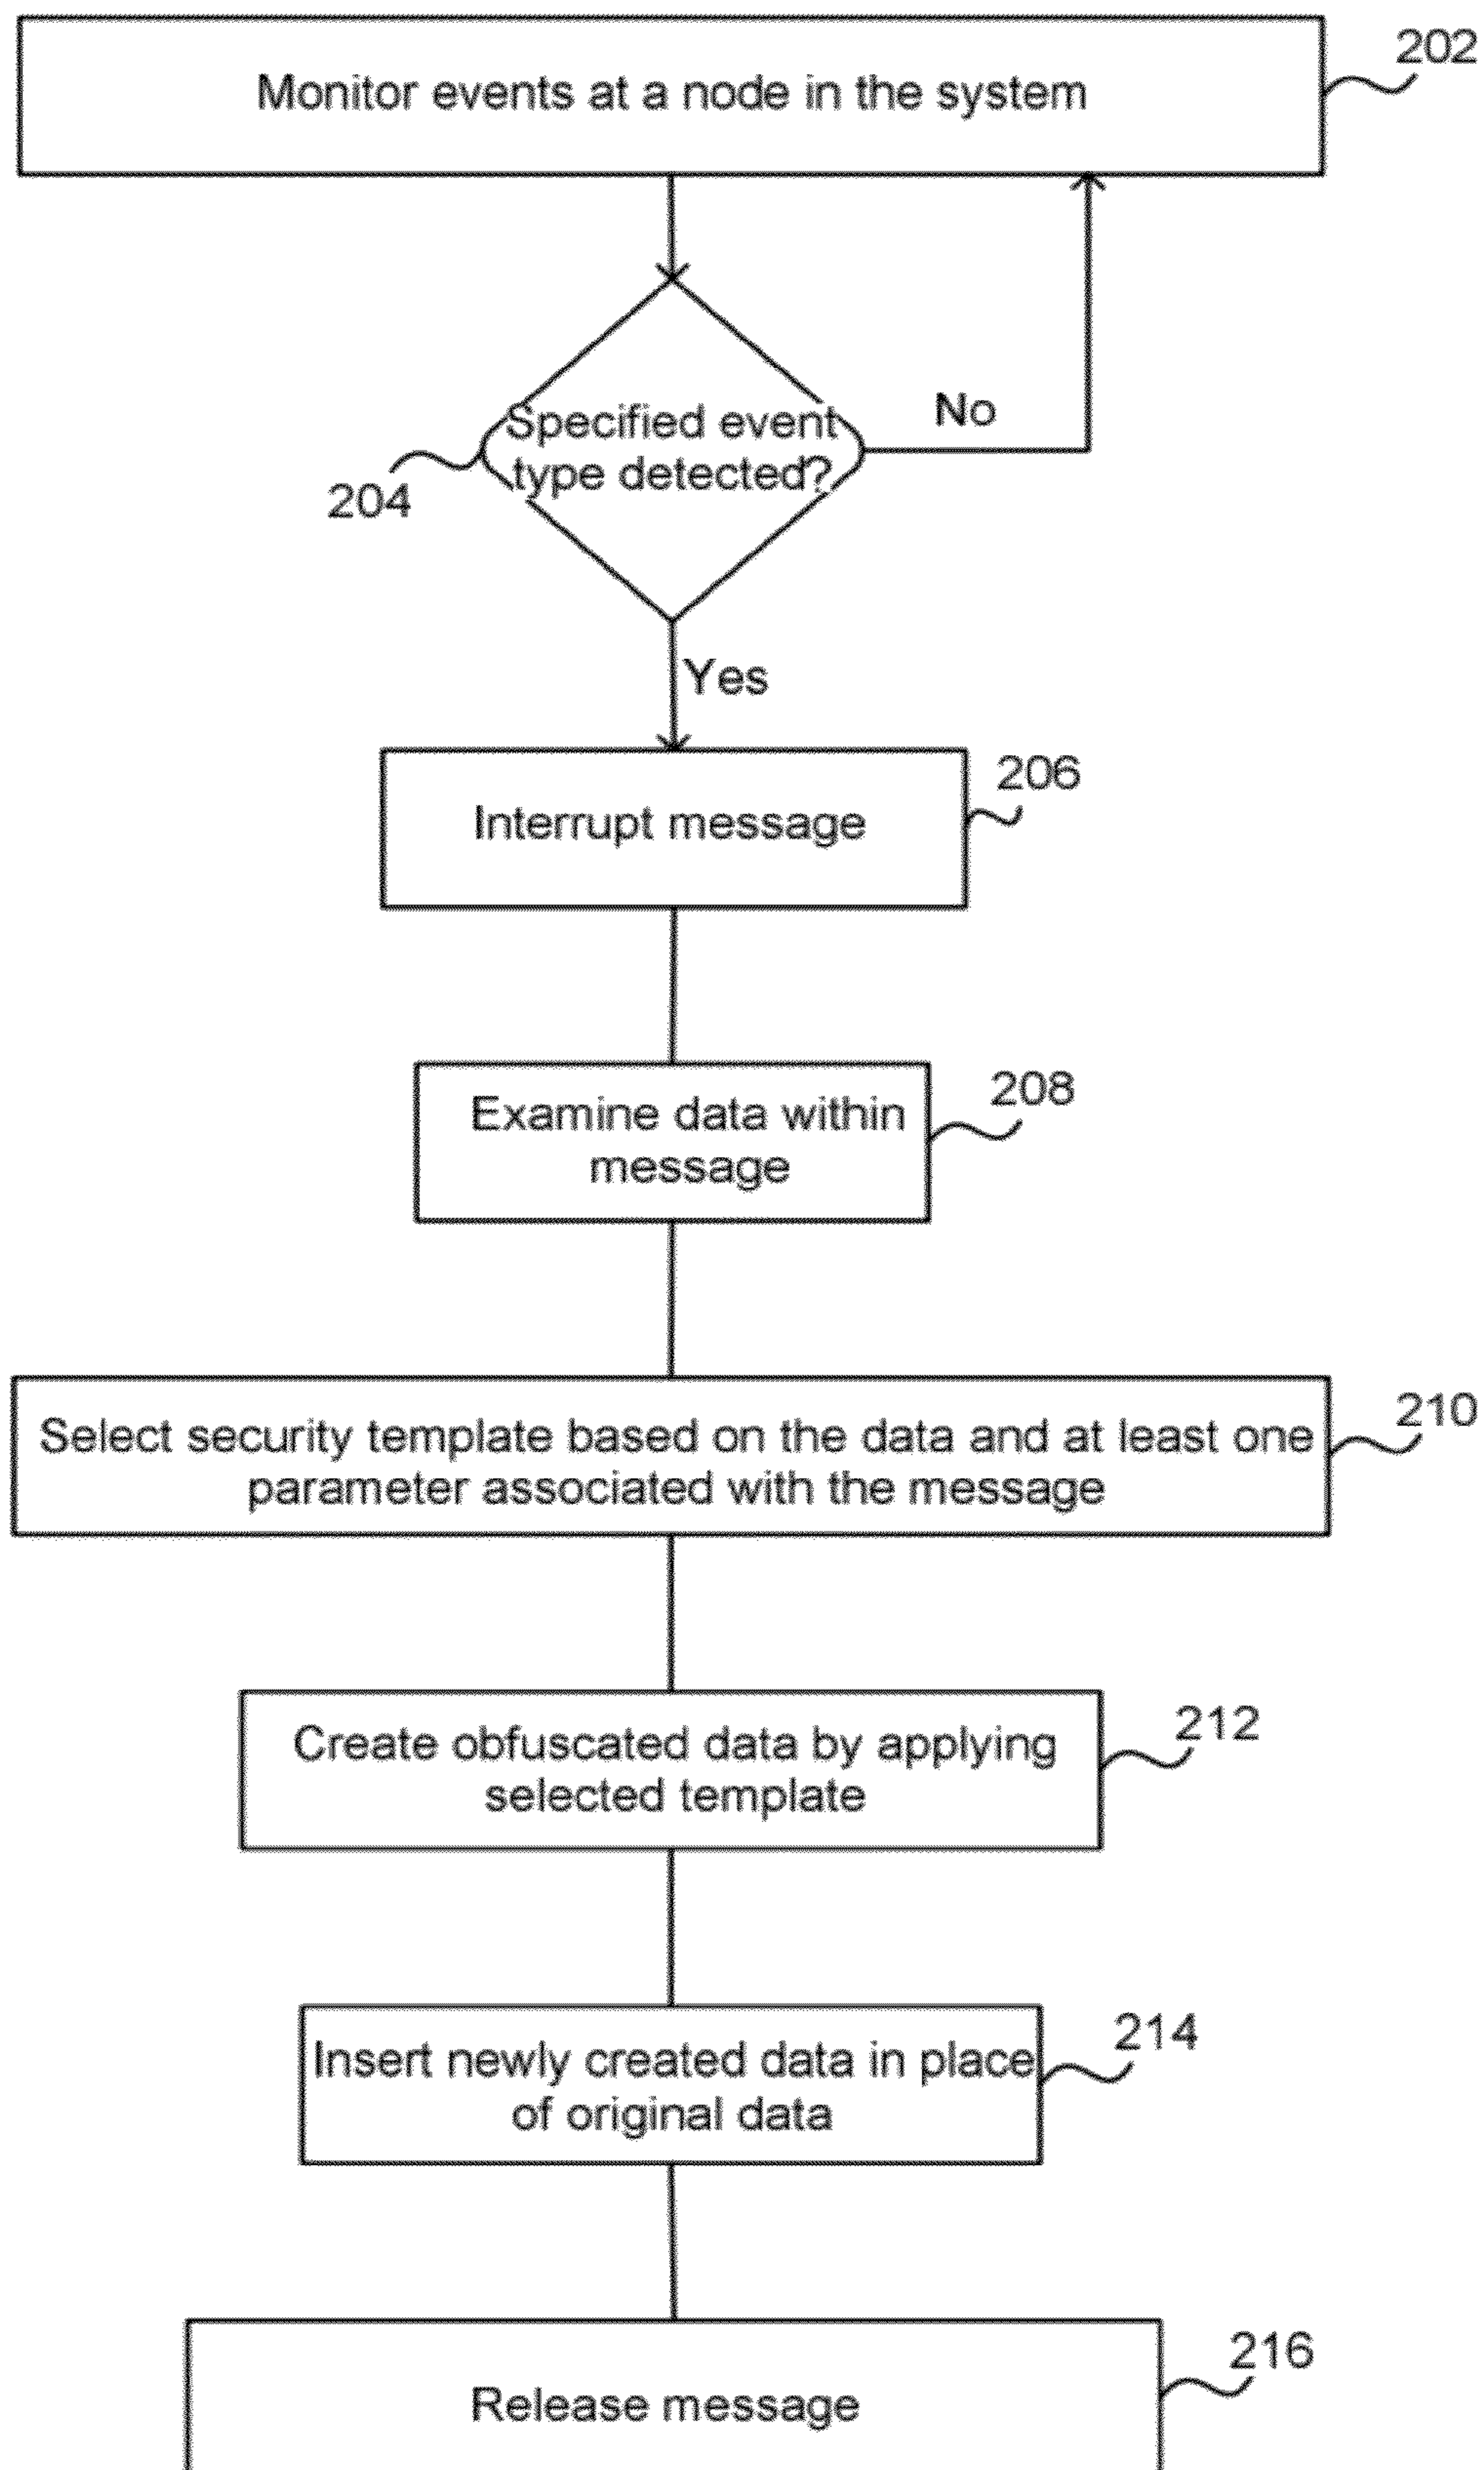 Monitor events at a node in the system
202
Specified event
type detected?
No
204
Yes
Interrupt message
206
Examine data within
message
208
Select security template based on the data and at least one
parameter associated with the message
210
Create obfuscated data by applying
selected template
212
Insert newly created data in place
of original data
214
Release message
216